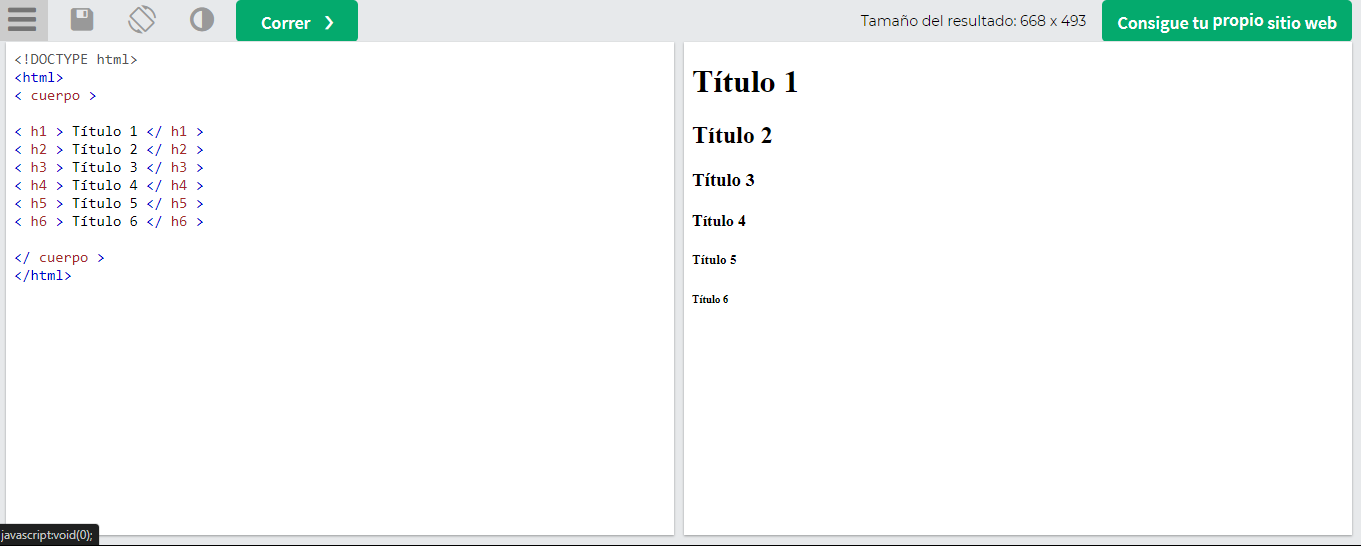 Correr ❯
Tamaño del resultado: 668 x 493
Consigue tu propio sitio web
<!DOCTYPE html>
<html>
< cuerpo >
< h1 > Título 1 </ h1 >
< h2 > Título 2 </ h2 >
< h3 > Título 3 </ h3 >
< h4 > Título 4 </ h4 >
< h5 > Título 5 </ h5 >
< h6 > Título 6 </ h6 >
</ cuerpo >
</html>
Título 1
Título 2
Título 3
Título 4
Título 5
Título 6
javascript:void(0);